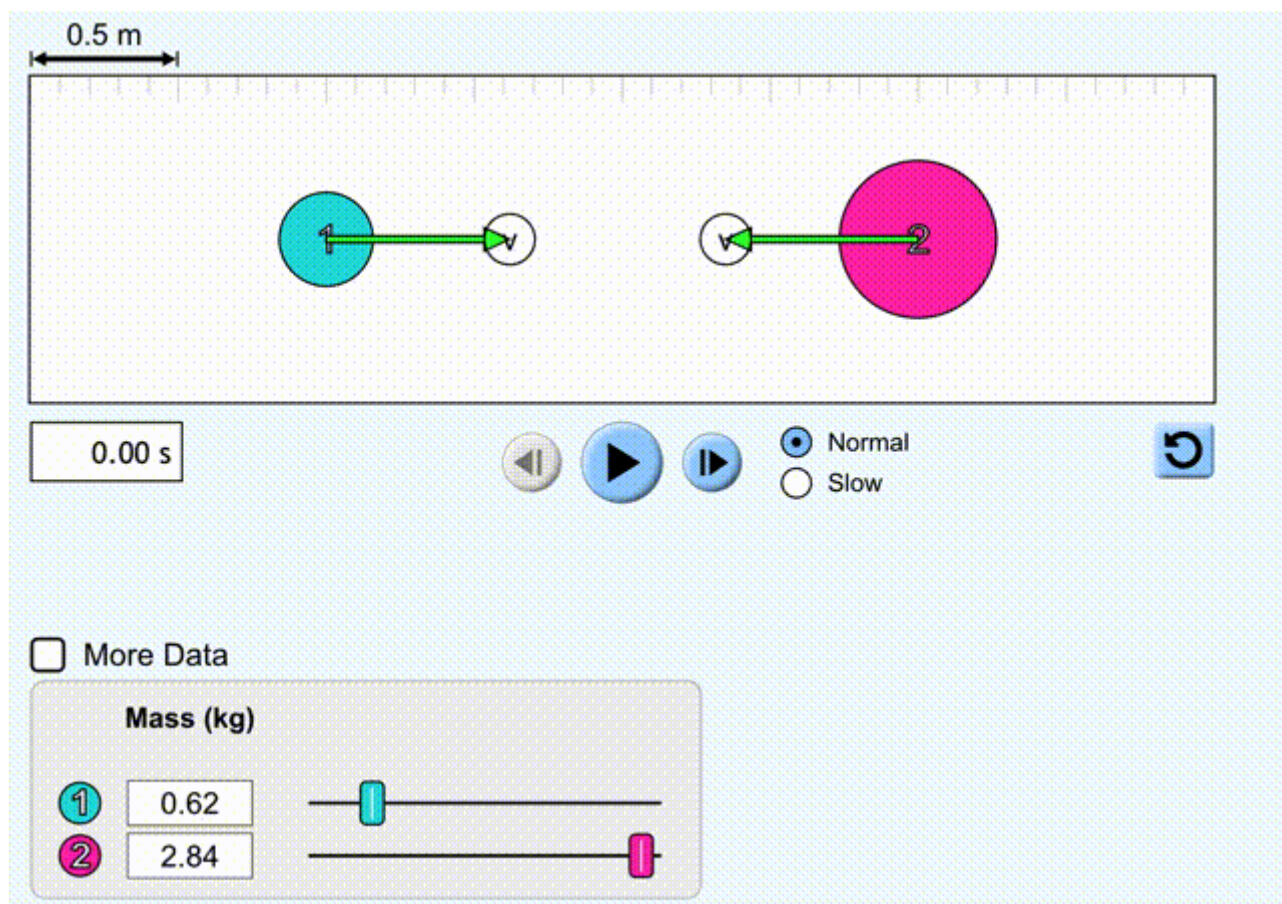 0.5 m
1
v
v
2
0.00 s
Normal
Slow
More Data
Mass (kg)
1 0.62
2 2.84